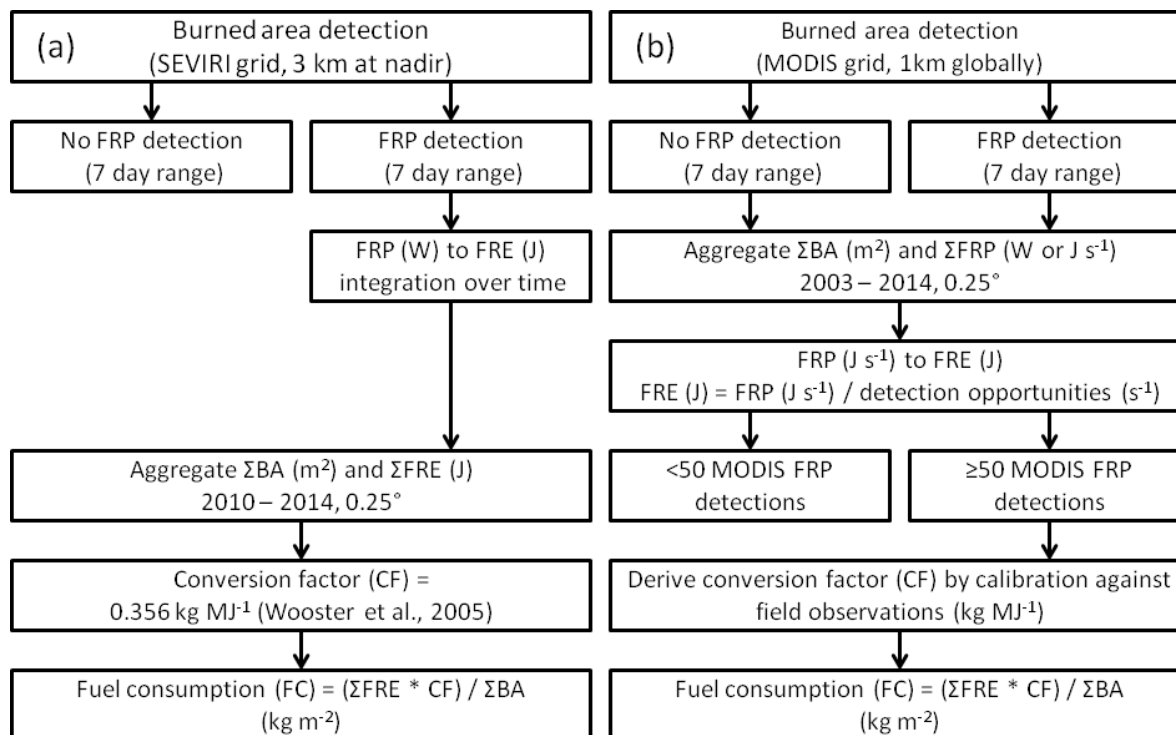 (a)
Burned area detection
(SEVIRI grid, 3 km at nadir)
No FRP detection
(7 day range)
FRP detection
(7 day range)
FRP (W) to FRE (J)
integration over time
Aggregate ΣBA (m²) and ΣFRE (J)
2010 – 2014, 0.25°
Conversion factor (CF) =
0.356 kg MJ⁻¹ (Wooster et al., 2005)
Fuel consumption (FC) = (ΣFRE * CF) / ΣBA
(kg m⁻²)
(b)
Burned area detection
(MODIS grid, 1km globally)
No FRP detection
(7 day range)
FRP detection
(7 day range)
Aggregate ΣBA (m²) and ΣFRP (W or J s⁻¹)
2003 – 2014, 0.25°
FRP (J s⁻¹) to FRE (J)
FRE (J) = FRP (J s⁻¹) / detection opportunities (s⁻¹)
<50 MODIS FRP
detections
≥50 MODIS FRP
detections
Derive conversion factor (CF) by calibration against
field observations (kg MJ⁻¹)
Fuel consumption (FC) = (ΣFRE * CF) / ΣBA
(kg m⁻²)